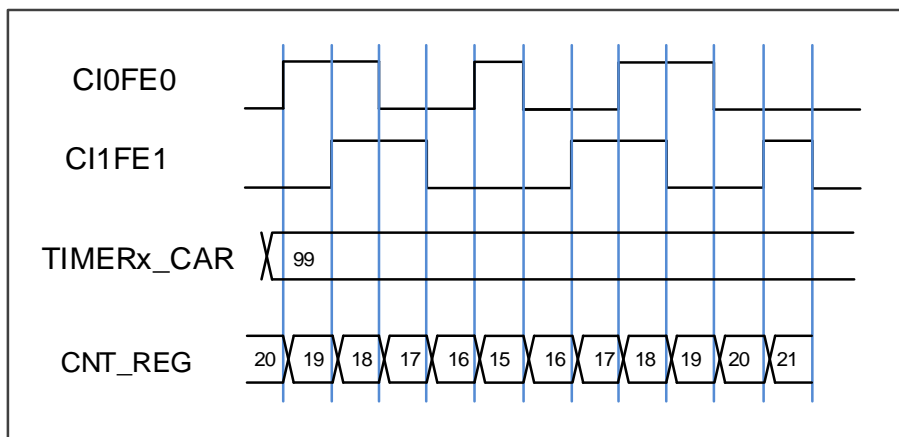 CI0FE0
CI1FE1
TIMERx_CAR 99
CNT_REG 20 19 18 17 16 15 16 17 18 19 20 21